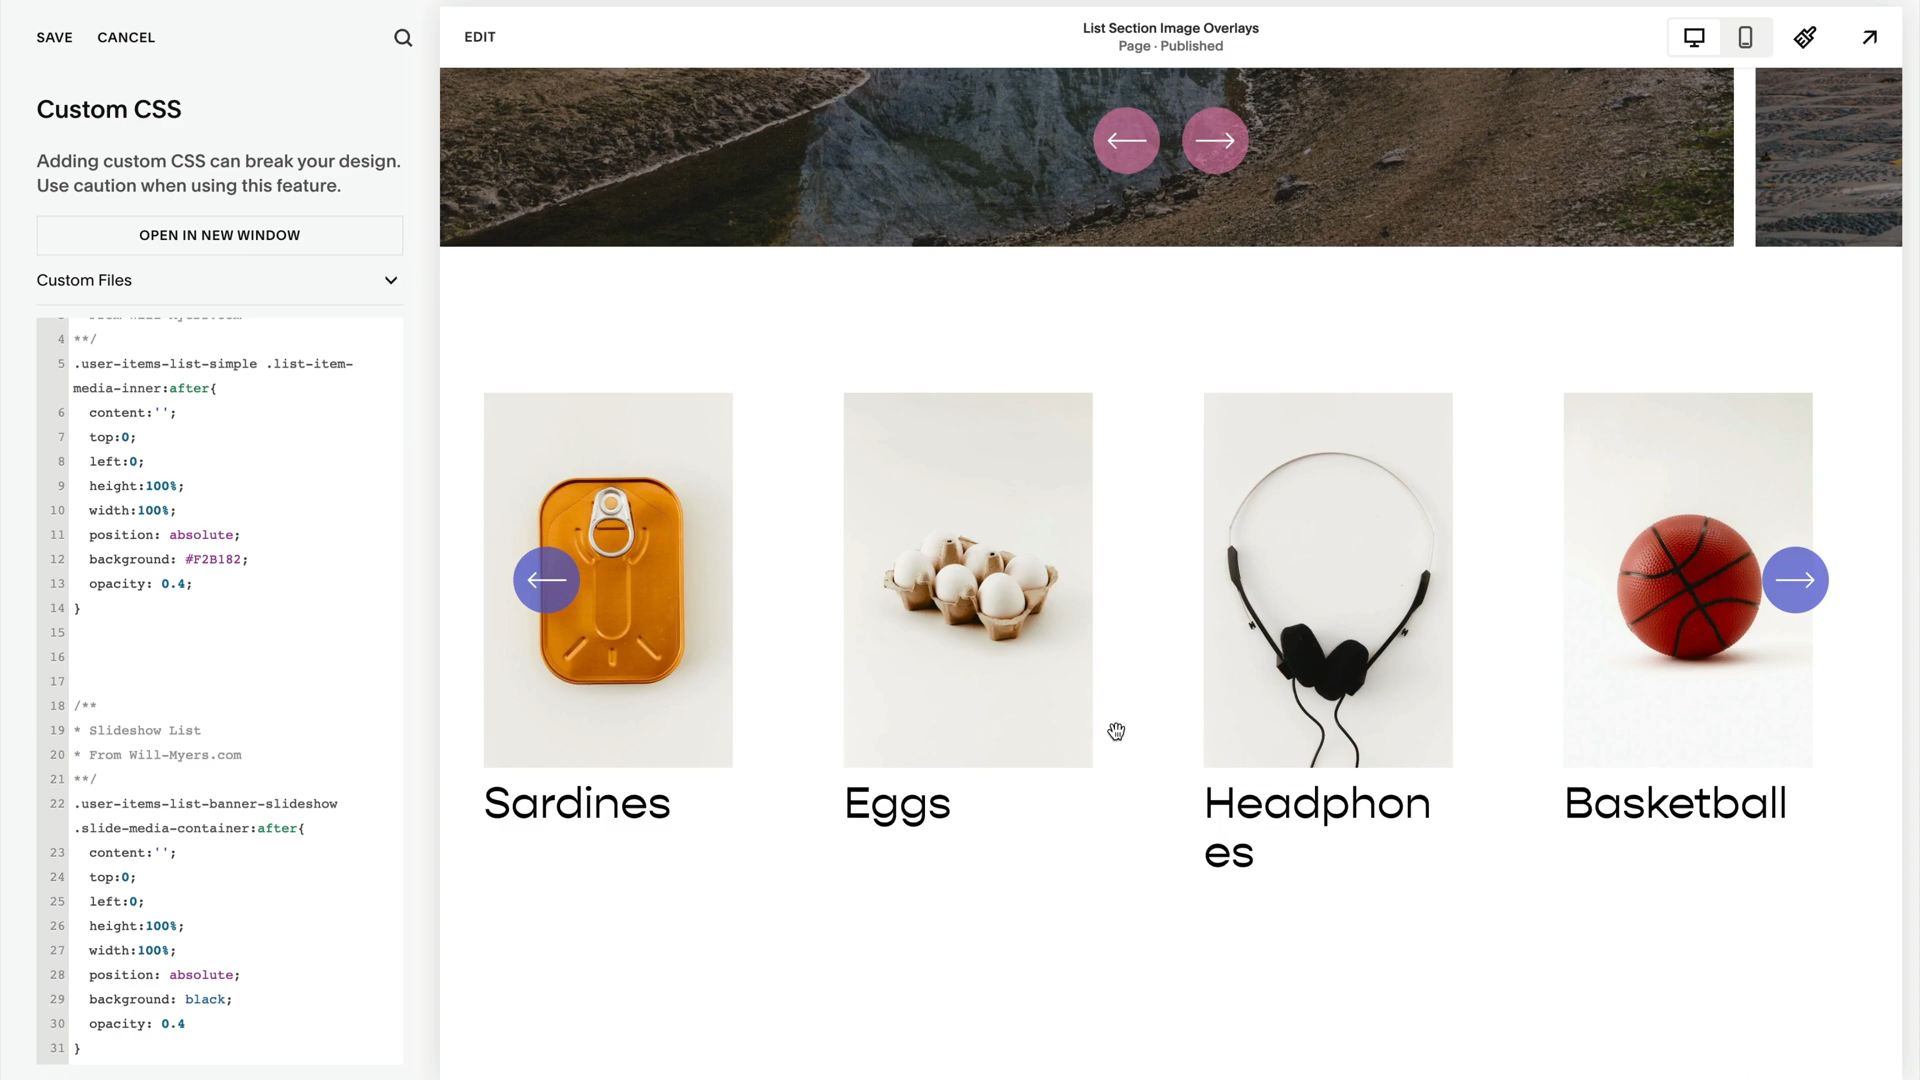 SAVE CANCEL
Custom CSS
Adding custom CSS can break your design.
Use caution when using this feature.
OPEN IN NEW WINDOW
Custom Files
4 **/
5 .user-items-list-simple .list-item-
media-inner:after{
6 content:'';
7 top:0;
8 left:0;
9 height:100%;
10 width:100%;
11 position: absolute;
12 background: #F2B182;
13 opacity: 0.4;
14 }
15
16
17
18 /**
19 * Slideshow List
20 * From Will-Myers.com
21 **/
22 .user-items-list-banner-slideshow
.slide-media-container:after{
23 content:'';
24 top:0;
25 left:0;
26 height:100%;
27 width:100%;
28 position: absolute;
29 background: black;
30 opacity: 0.4
31 }
EDIT
List Section Image Overlays
Page · Published
Sardines
Eggs
Headphon
es
Basketball